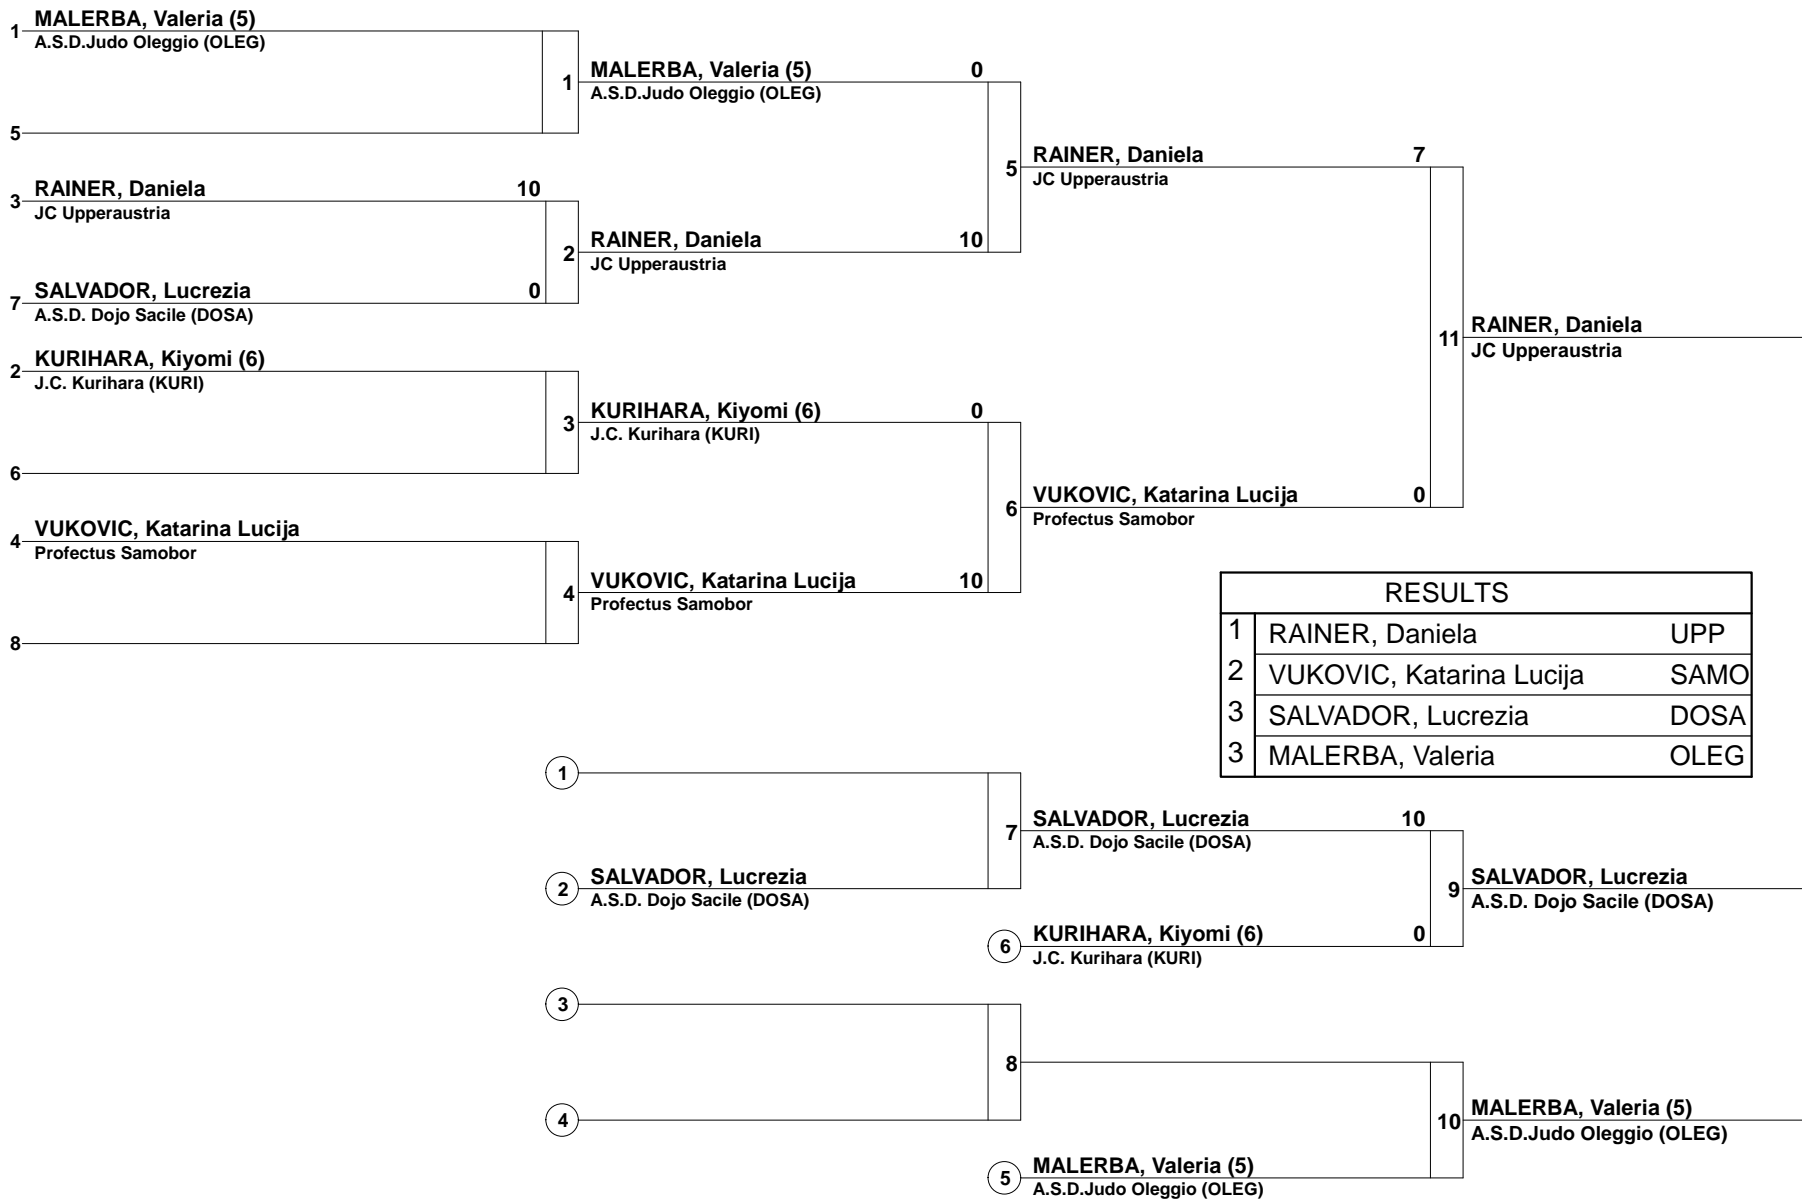 1 MALERBA, Valeria (5)
A.S.D.Judo Oleggio (OLEG)
5
3 RAINER, Daniela 10
JC Upperaustria
7 SALVADOR, Lucrezia 0
A.S.D. Dojo Sacile (DOSA)
2 KURIHARA, Kiyomi (6)
J.C. Kurihara (KURI)
6
4 VUKOVIC, Katarina Lucija
Profectus Samobor
8
1 MALERBA, Valeria (5) 0
A.S.D.Judo Oleggio (OLEG)
2 RAINER, Daniela 10
JC Upperaustria
3 KURIHARA, Kiyomi (6) 0
J.C. Kurihara (KURI)
4 VUKOVIC, Katarina Lucija 10
Profectus Samobor
5 RAINER, Daniela 7
JC Upperaustria
6 VUKOVIC, Katarina Lucija 0
Profectus Samobor
11 RAINER, Daniela
JC Upperaustria
RESULTS
1 RAINER, Daniela UPP
2 VUKOVIC, Katarina Lucija SAMO
3 SALVADOR, Lucrezia DOSA
3 MALERBA, Valeria OLEG
1
2 SALVADOR, Lucrezia
A.S.D. Dojo Sacile (DOSA)
7 SALVADOR, Lucrezia 10
A.S.D. Dojo Sacile (DOSA)
6 KURIHARA, Kiyomi (6) 0
J.C. Kurihara (KURI)
9 SALVADOR, Lucrezia
A.S.D. Dojo Sacile (DOSA)
3
4
8
5 MALERBA, Valeria (5)
A.S.D.Judo Oleggio (OLEG)
10 MALERBA, Valeria (5)
A.S.D.Judo Oleggio (OLEG)